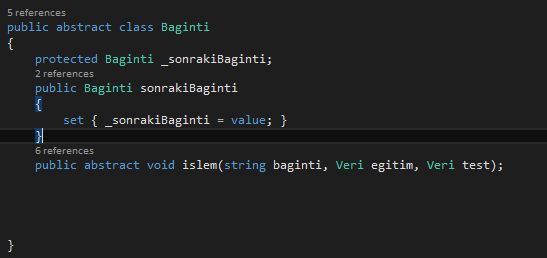 5 references
public abstract class Baginti
{
protected Baginti _sonrakiBaginti;
2 references
public Baginti sonrakiBaginti
{
set { _sonrakiBaginti = value; }
}
6 references
public abstract void islem(string baginti, Veri egitim, Veri test);
}